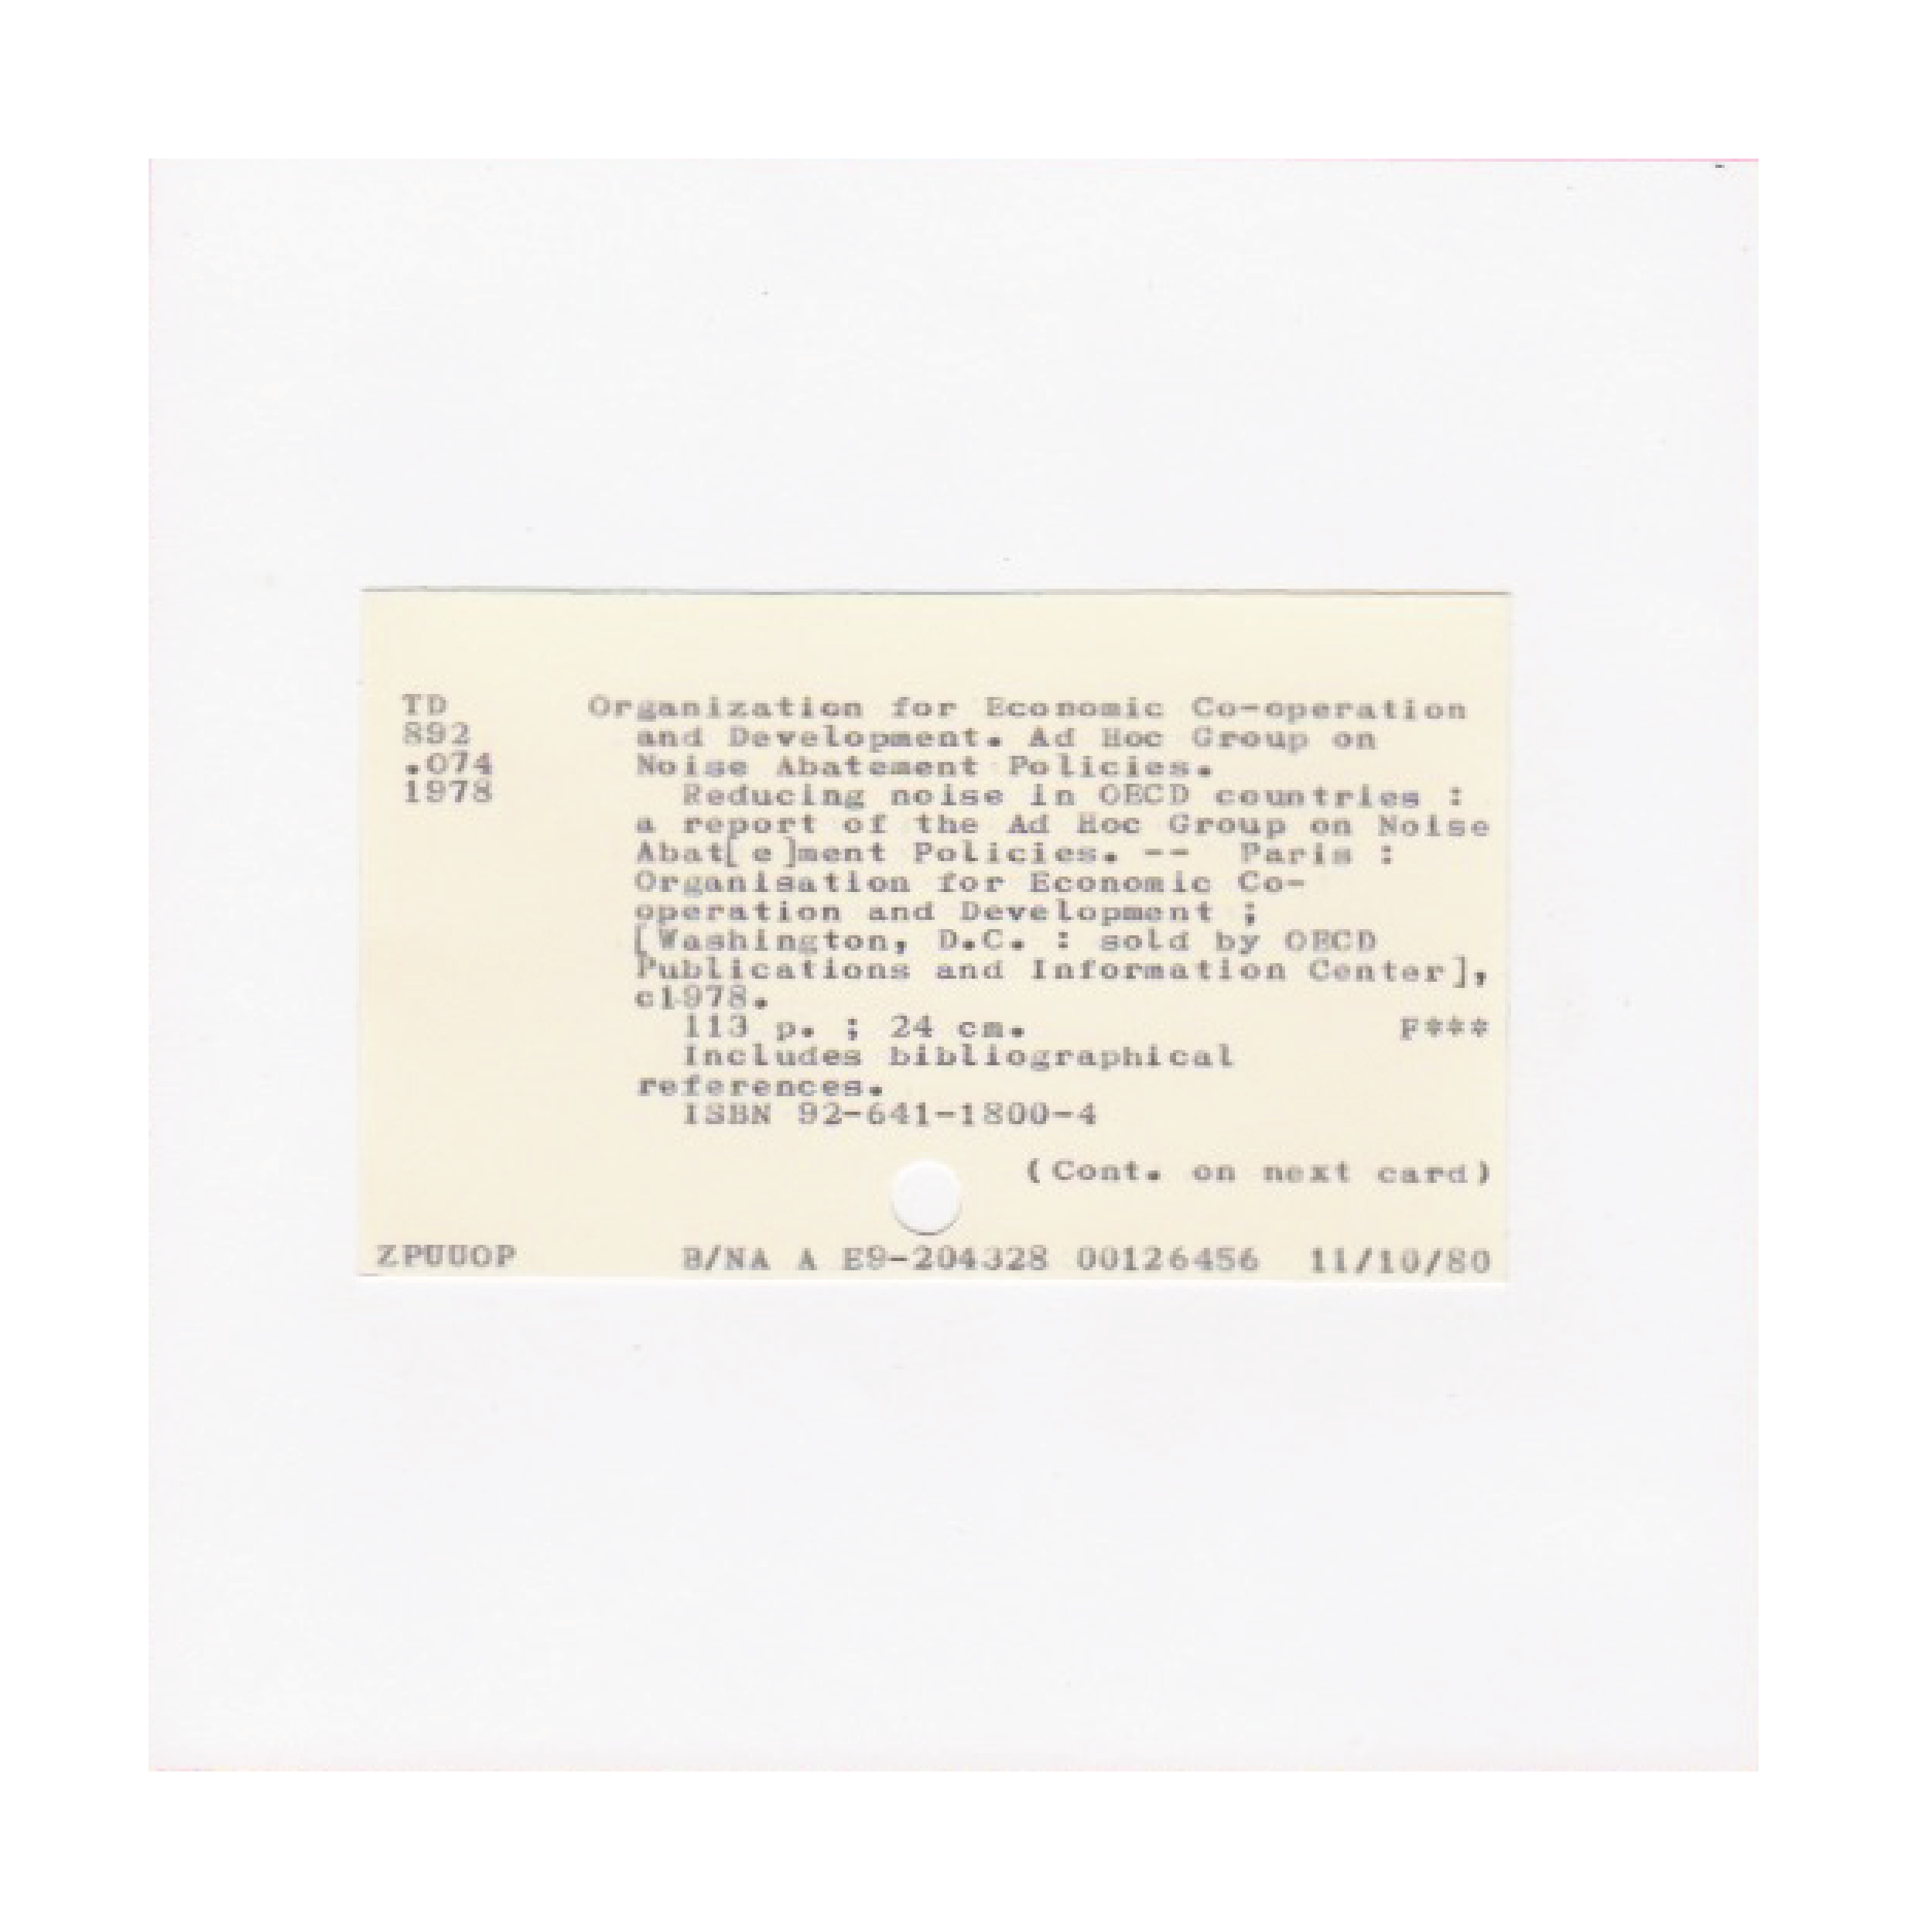 TD Organization for Economic Co-operation
892 and Development. Ad Hoc Group on
.O74 Noise Abatement Policies.
1978 Reducing noise in OECD countries :
a report of the Ad Hoc Group on Noise
Abat[e]ment Policies. -- Paris :
Organisation for Economic Co-
operation and Development ;
[Washington, D.C. : sold by OECD
Publications and Information Center],
c1978.
113 p. ; 24 cm. F***
Includes bibliographical
references.
ISBN 92-641-1800-4
(Cont. on next card)
ZPUUOP B/NA A E9-204328 00126456 11/10/80